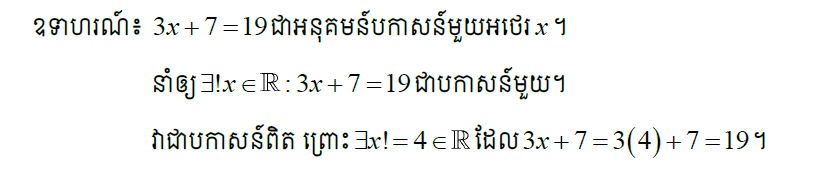 ឧទាហរណ៍៖ 3x + 7 = 19 ជាអនុគមន៍បកាសន៍មួយអថេរ x ។
នាំឲ្យ ∃!x ∈ ℝ : 3x + 7 = 19 ជាបកាសន៍មួយ។
វាជាបកាសន៍ពិត ព្រោះ ∃x! = 4 ∈ ℝ ដែល 3x + 7 = 3(4) + 7 = 19 ។